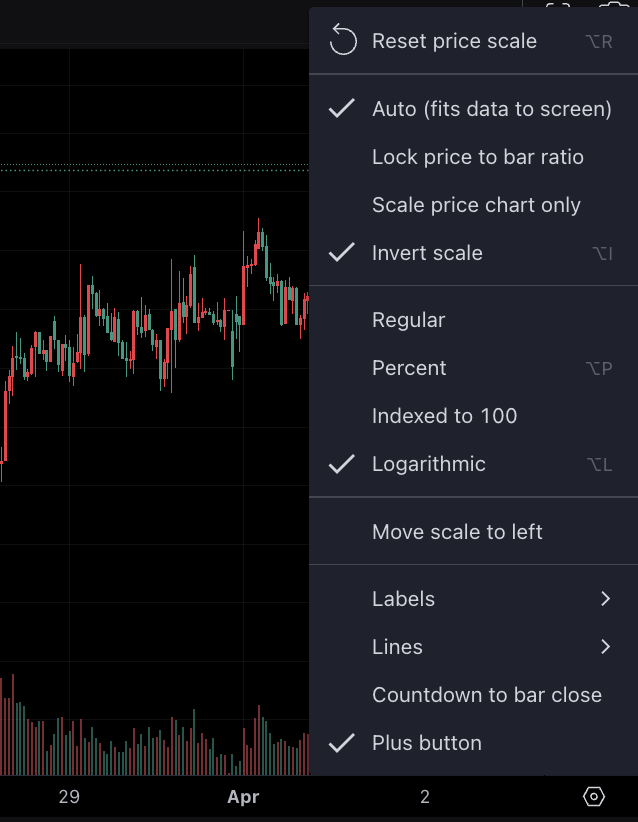 Reset price scale ⌥R
Auto (fits data to screen)
Lock price to bar ratio
Scale price chart only
Invert scale ⌥I
Regular
Percent ⌥P
Indexed to 100
Logarithmic ⌥L
Move scale to left
Labels
Lines
Countdown to bar close
Plus button
29 Apr 2